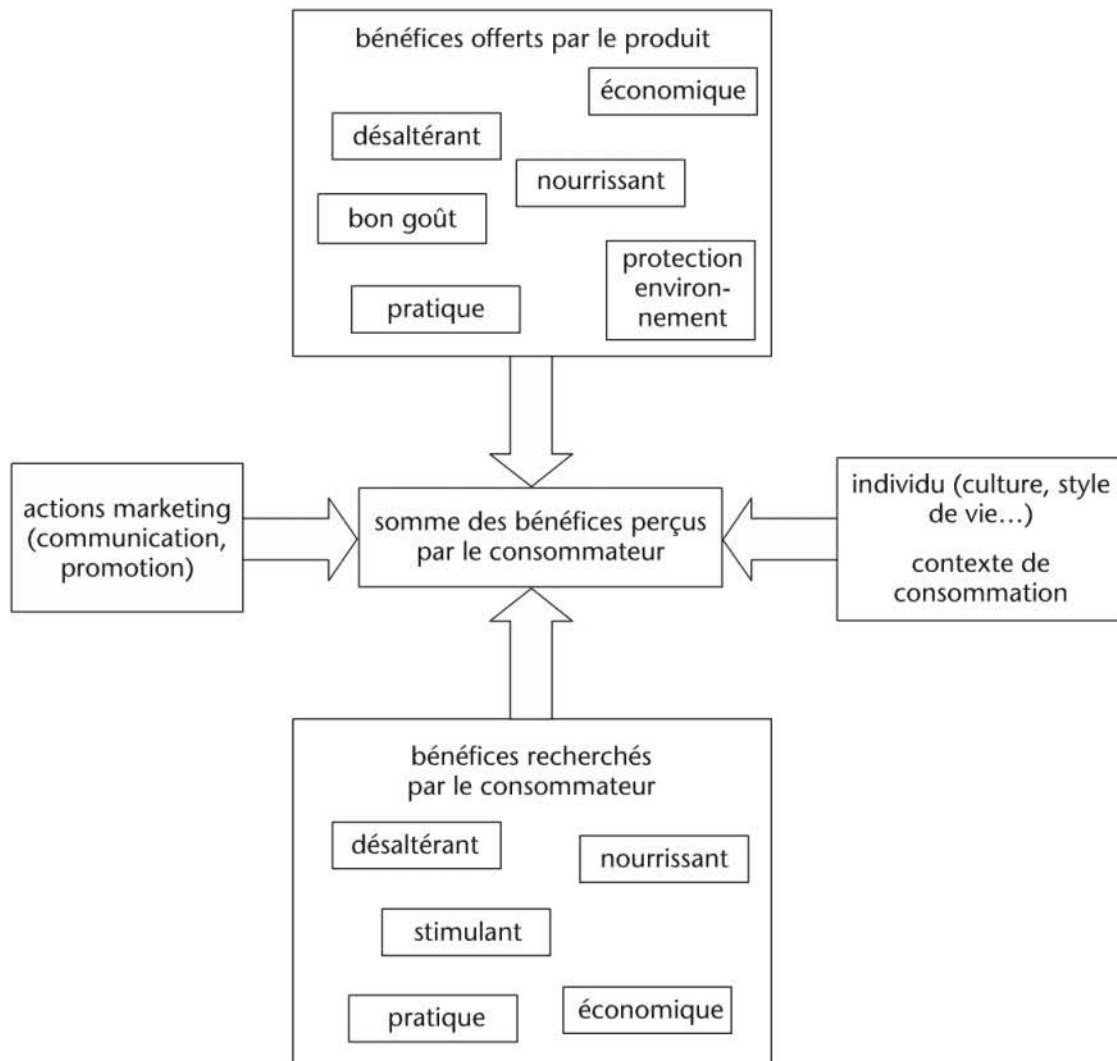 bénéfices offerts par le produit
économique
désaltérant
nourrissant
bon goût
protection
environ-
nement
pratique
actions marketing
(communication,
promotion)
somme des bénéfices perçus
par le consommateur
individu (culture, style
de vie…)
contexte de
consommation
bénéfices recherchés
par le consommateur
désaltérant
nourrissant
stimulant
pratique
économique